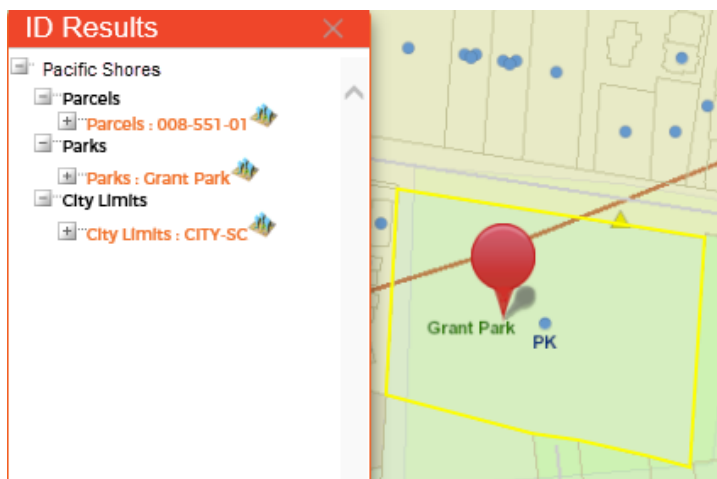 ID Results
Pacific Shores
Parcels
Parcels : 008-551-01
Parks
Parks : Grant Park
City Limits
City Limits : CITY-SC
Grant Park
PK